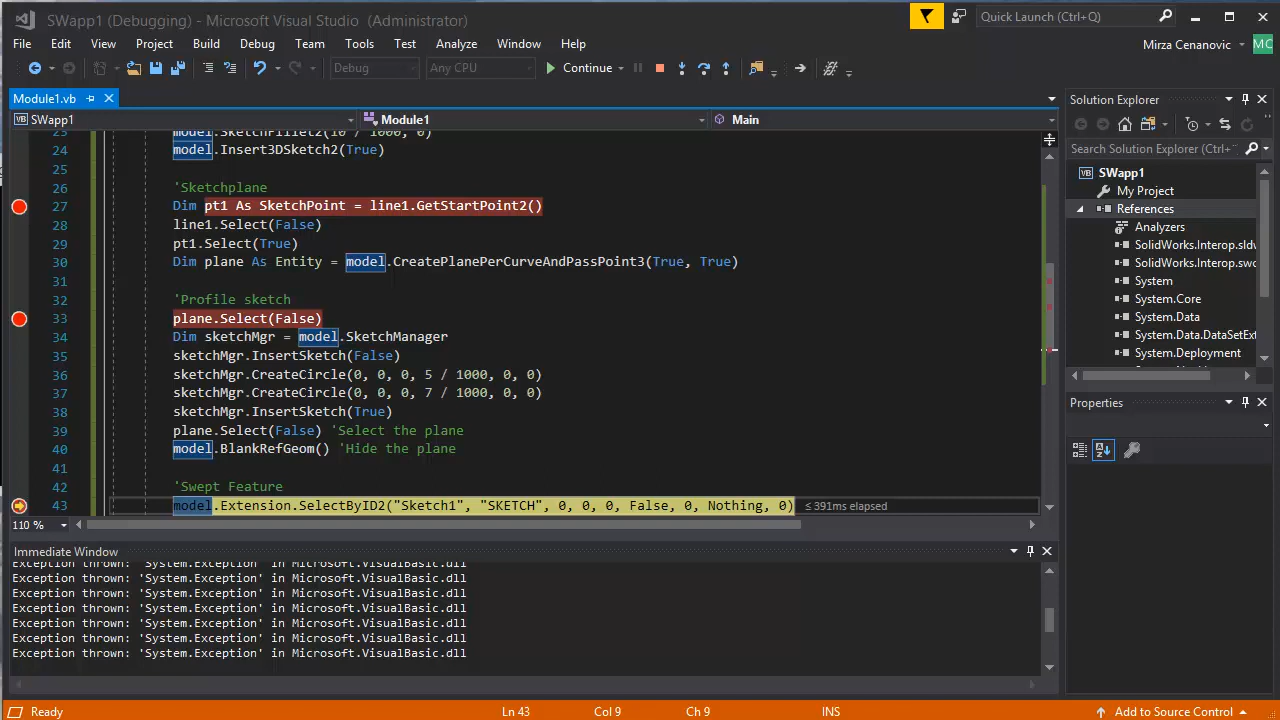 SWapp1 (Debugging) - Microsoft Visual Studio (Administrator)
Quick Launch (Ctrl+Q)
File Edit View Project Build Debug Team Tools Test Analyze Window Help
Mirza Cenanovic MC
Debug Any CPU Continue
Module1.vb
SWapp1 Module1 Main
23 model.SketchFillet2(10 / 1000, 0)
24 model.Insert3DSketch2(True)
25
26 'Sketchplane
27 Dim pt1 As SketchPoint = line1.GetStartPoint2()
28 line1.Select(False)
29 pt1.Select(True)
30 Dim plane As Entity = model.CreatePlanePerCurveAndPassPoint3(True, True)
31
32 'Profile sketch
33 plane.Select(False)
34 Dim sketchMgr = model.SketchManager
35 sketchMgr.InsertSketch(False)
36 sketchMgr.CreateCircle(0, 0, 0, 5 / 1000, 0, 0)
37 sketchMgr.CreateCircle(0, 0, 0, 7 / 1000, 0, 0)
38 sketchMgr.InsertSketch(True)
39 plane.Select(False) 'Select the plane
40 model.BlankRefGeom() 'Hide the plane
41
42 'Swept Feature
43 model.Extension.SelectByID2("Sketch1", "SKETCH", 0, 0, 0, False, 0, Nothing, 0) ≤ 391ms elapsed
110 %
Immediate Window
Exception thrown: 'System.Exception' in Microsoft.VisualBasic.dll
Exception thrown: 'System.Exception' in Microsoft.VisualBasic.dll
Exception thrown: 'System.Exception' in Microsoft.VisualBasic.dll
Exception thrown: 'System.Exception' in Microsoft.VisualBasic.dll
Exception thrown: 'System.Exception' in Microsoft.VisualBasic.dll
Exception thrown: 'System.Exception' in Microsoft.VisualBasic.dll
Exception thrown: 'System.Exception' in Microsoft.VisualBasic.dll
Solution Explorer
Search Solution Explorer (Ctrl+
VB SWapp1
My Project
References
Analyzers
SolidWorks.Interop.sldw
SolidWorks.Interop.swc
System
System.Core
System.Data
System.Data.DataSetExt
System.Deployment
Properties
Ready Ln 43 Col 9 Ch 9 INS Add to Source Control